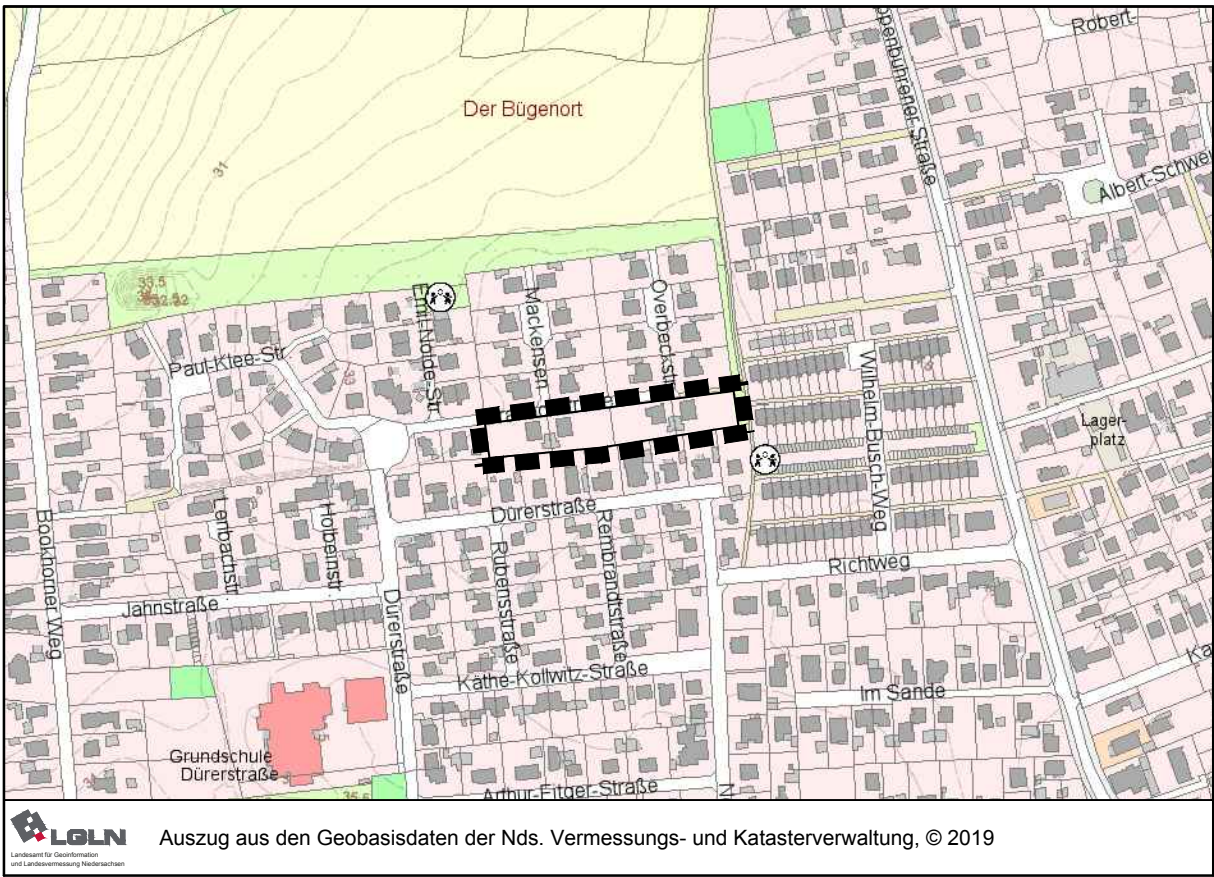 Robert-
Der Bügenort
31
Albert-Schwei
33.5
Emil-Nolde-Str.
Mackensen
Overbeckstr.
Paul-Klee-Str
Wilhelm-Busch-Weg
Lager-
platz
Bookhorner Weg
Lenbachstr.
Holbeinstr.
Dürerstraße
Rubensstraße
Rembrandtstraße
Richtweg
Jahnstraße
Dürerstraße
Käthe-Kollwitz-Straße
Im Sande
Ka
Grundschule
Dürerstraße
35.5
Arthur-Fitger-Straße
N
LGLN
Landesamt für Geoinformation
und Landesvermessung Niedersachsen
Auszug aus den Geobasisdaten der Nds. Vermessungs- und Katasterverwaltung, © 2019